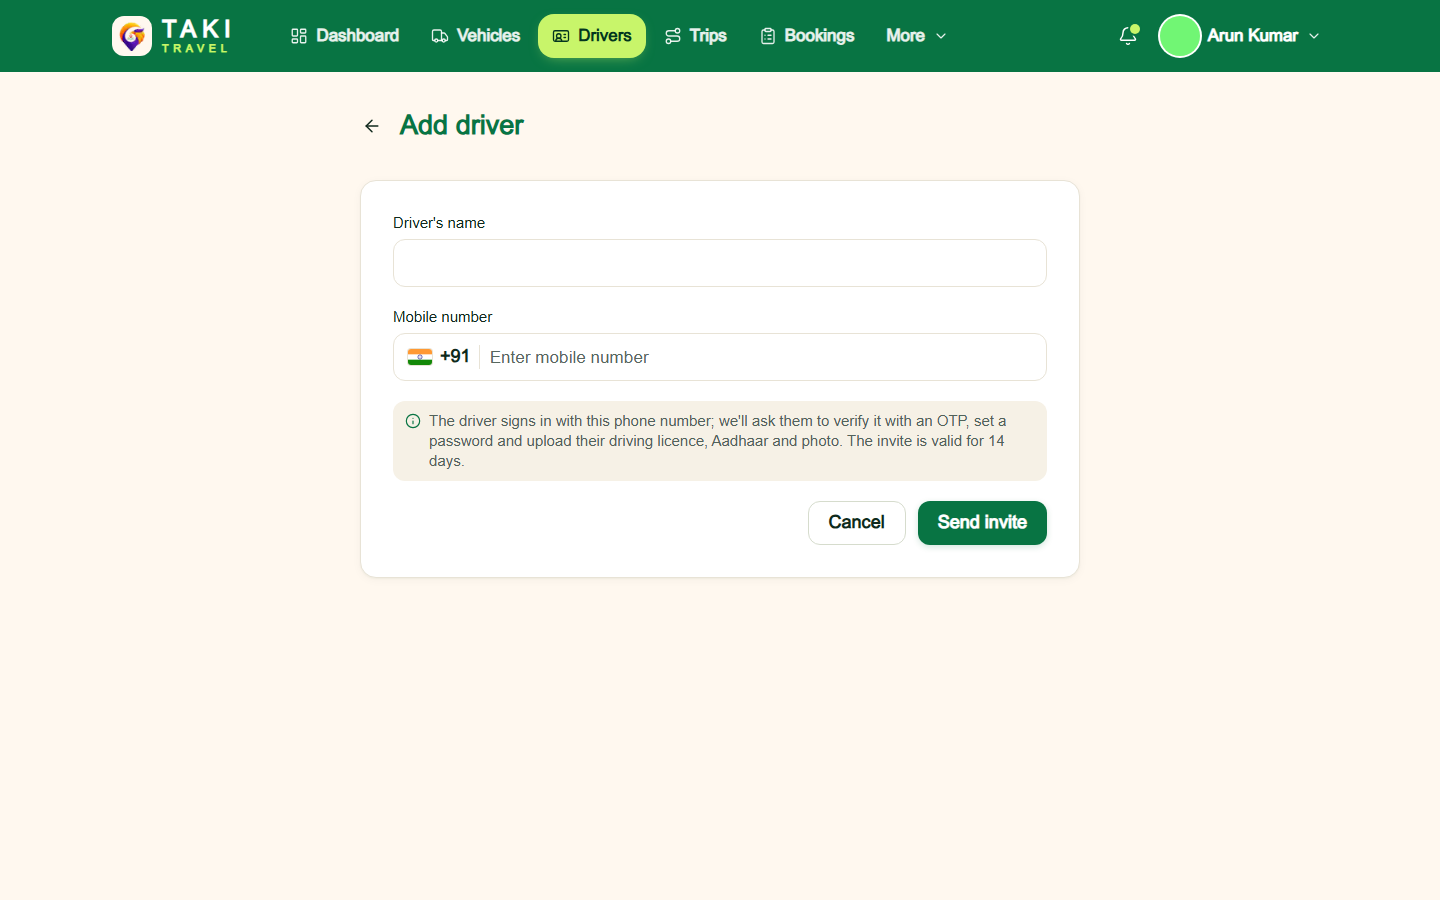 TAKI
TRAVEL
Dashboard
Vehicles
Drivers
Trips
Bookings
More
Arun Kumar
Add driver
Driver's name
Mobile number
+91
Enter mobile number
The driver signs in with this phone number; we'll ask them to verify it with an OTP, set a
password and upload their driving licence, Aadhaar and photo. The invite is valid for 14
days.
Cancel
Send invite